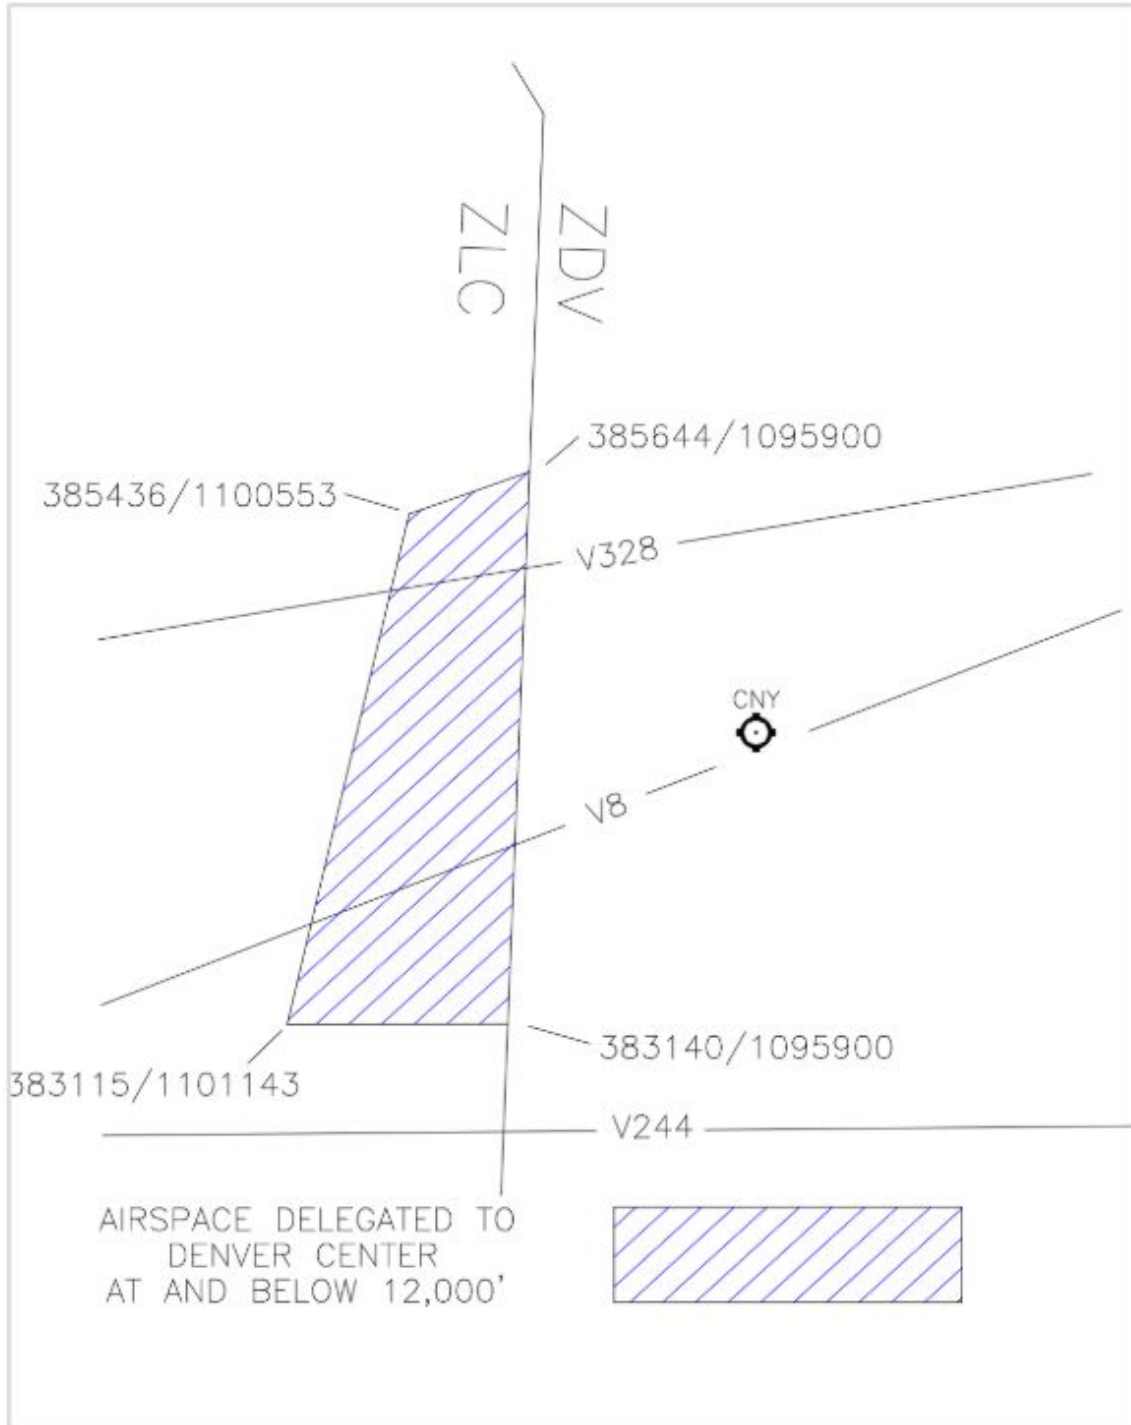 ZLC
ZDV
385644/1095900
385436/1100553
V328
CNY
V8
383140/1095900
383115/1101143
V244
AIRSPACE DELEGATED TO
DENVER CENTER
AT AND BELOW 12,000'